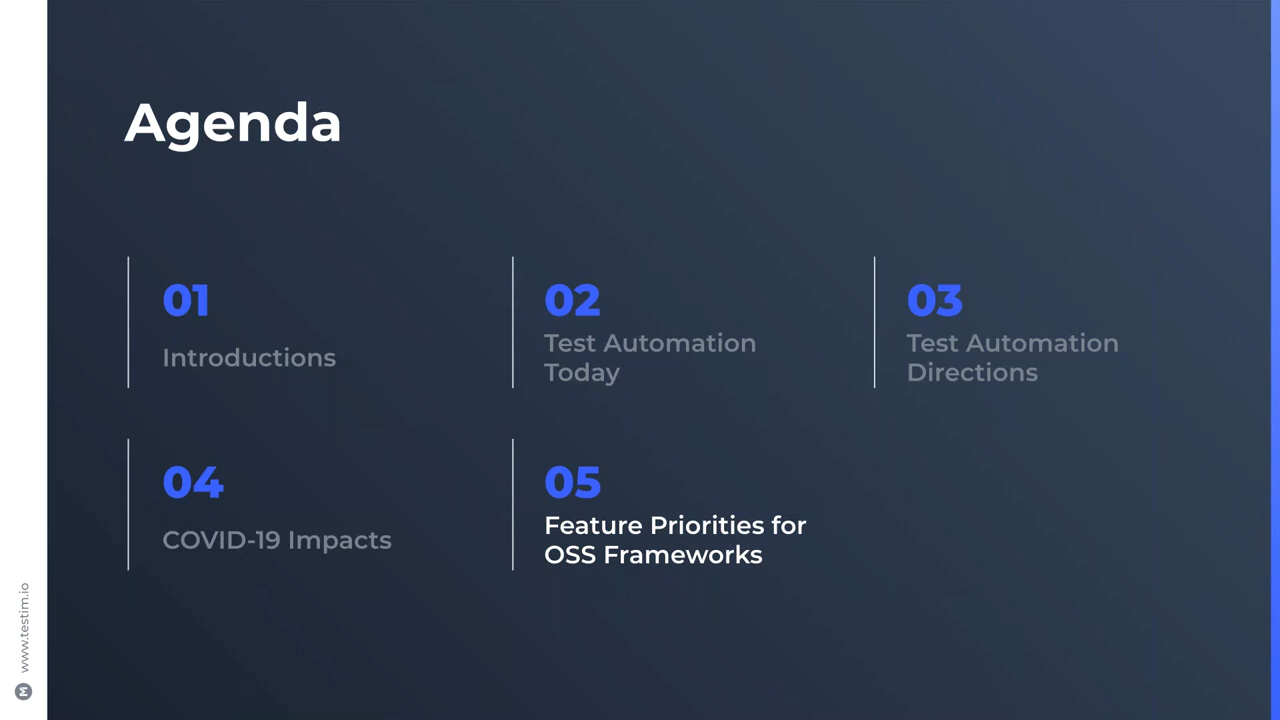 Agenda
01
Introductions
02
Test Automation
Today
03
Test Automation
Directions
04
COVID-19 Impacts
05
Feature Priorities for
OSS Frameworks
www.testim.io